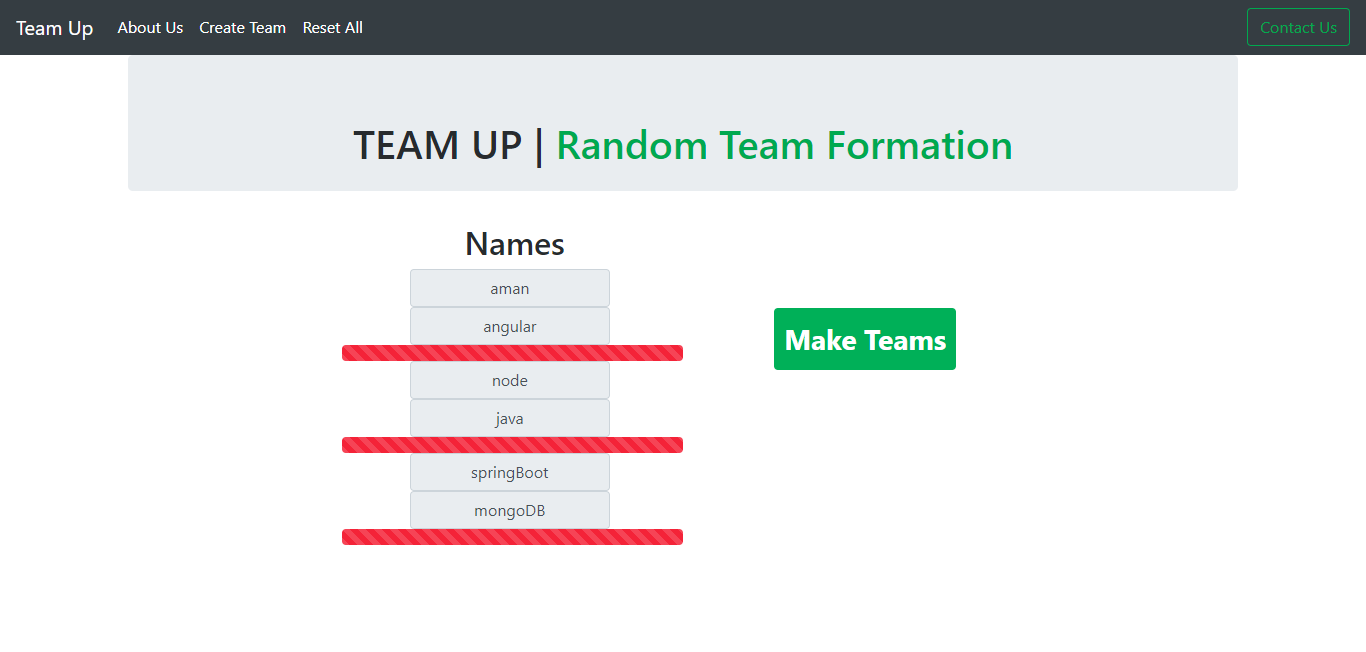 Team Up About Us Create Team Reset All Contact Us
TEAM UP | Random Team Formation
Names
aman
angular
Make Teams
node
java
springBoot
mongoDB